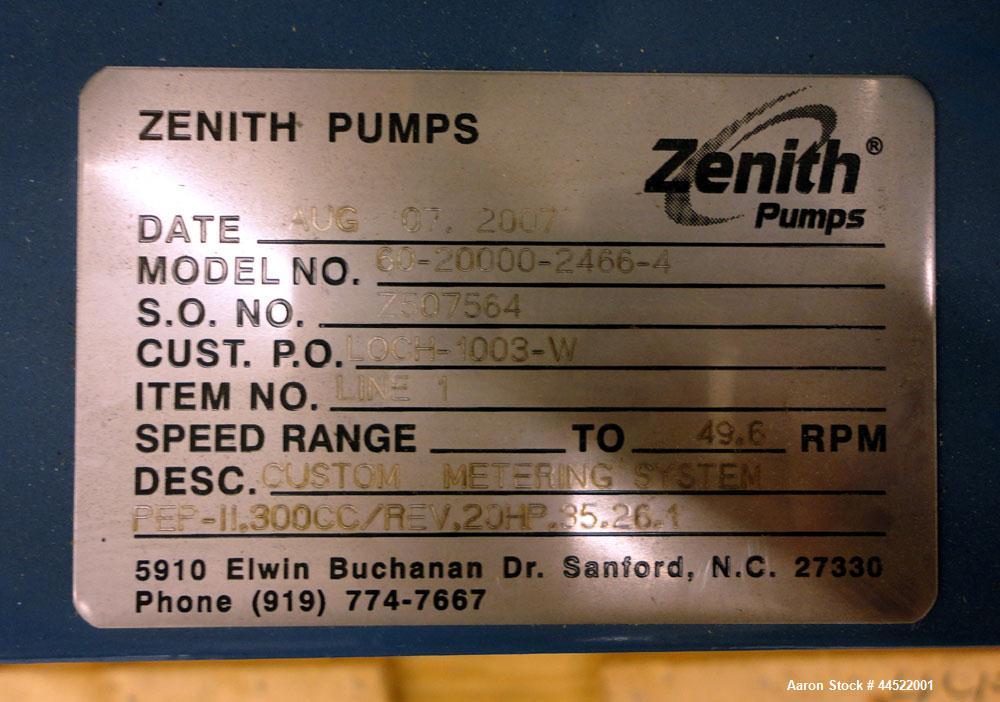 ZENITH PUMPS
Zenith®
Pumps
DATE AUG 07, 2007
MODEL NO. 60-20000-2466-4
S.O. NO. Z507564
CUST. P.O. LOCH-1003-W
ITEM NO. LINE 1
SPEED RANGE TO 49.6 RPM
DESC. CUSTOM METERING SYSTEM
PEP-II,300CC/REV,20HP,35.26:1
5910 Elwin Buchanan Dr. Sanford, N.C. 27330
Phone (919) 774-7667
Aaron Stock # 44522001